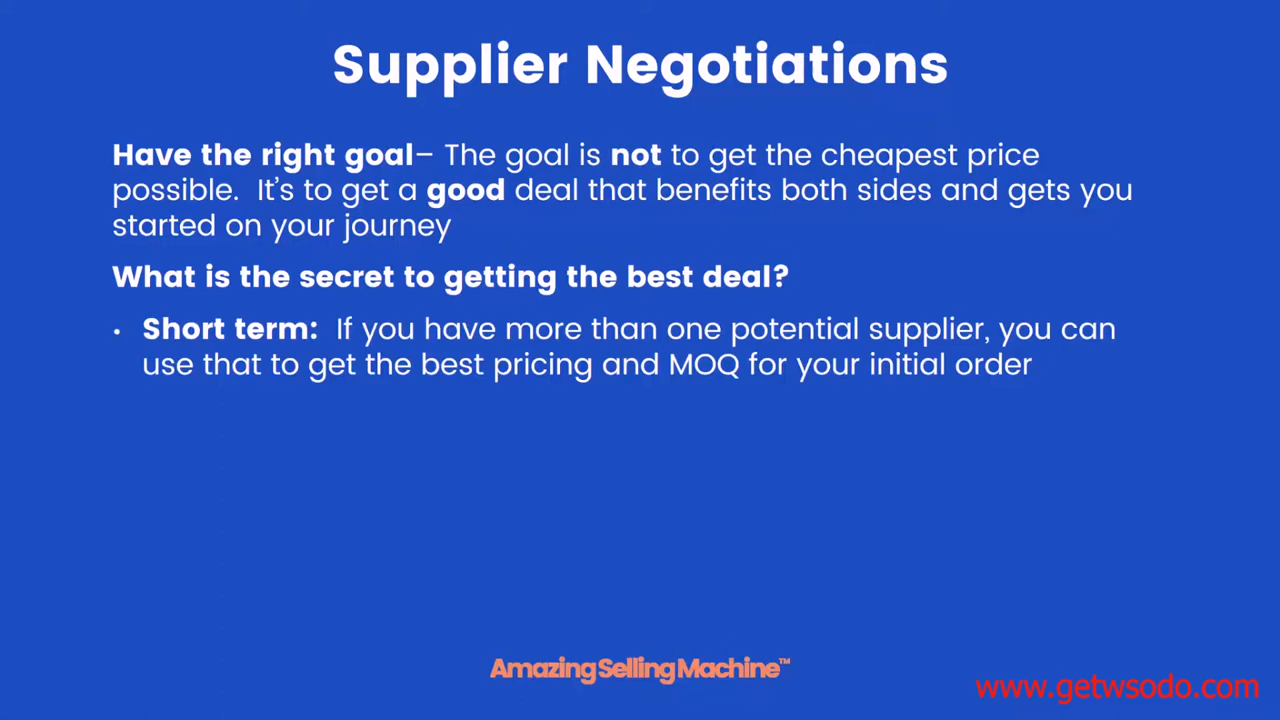 Supplier Negotiations
Have the right goal– The goal is not to get the cheapest price
possible.  It's to get a good deal that benefits both sides and gets you
started on your journey
What is the secret to getting the best deal?
• Short term:  If you have more than one potential supplier, you can
use that to get the best pricing and MOQ for your initial order
AmazingSellingMachine™
www.getwsodo.com